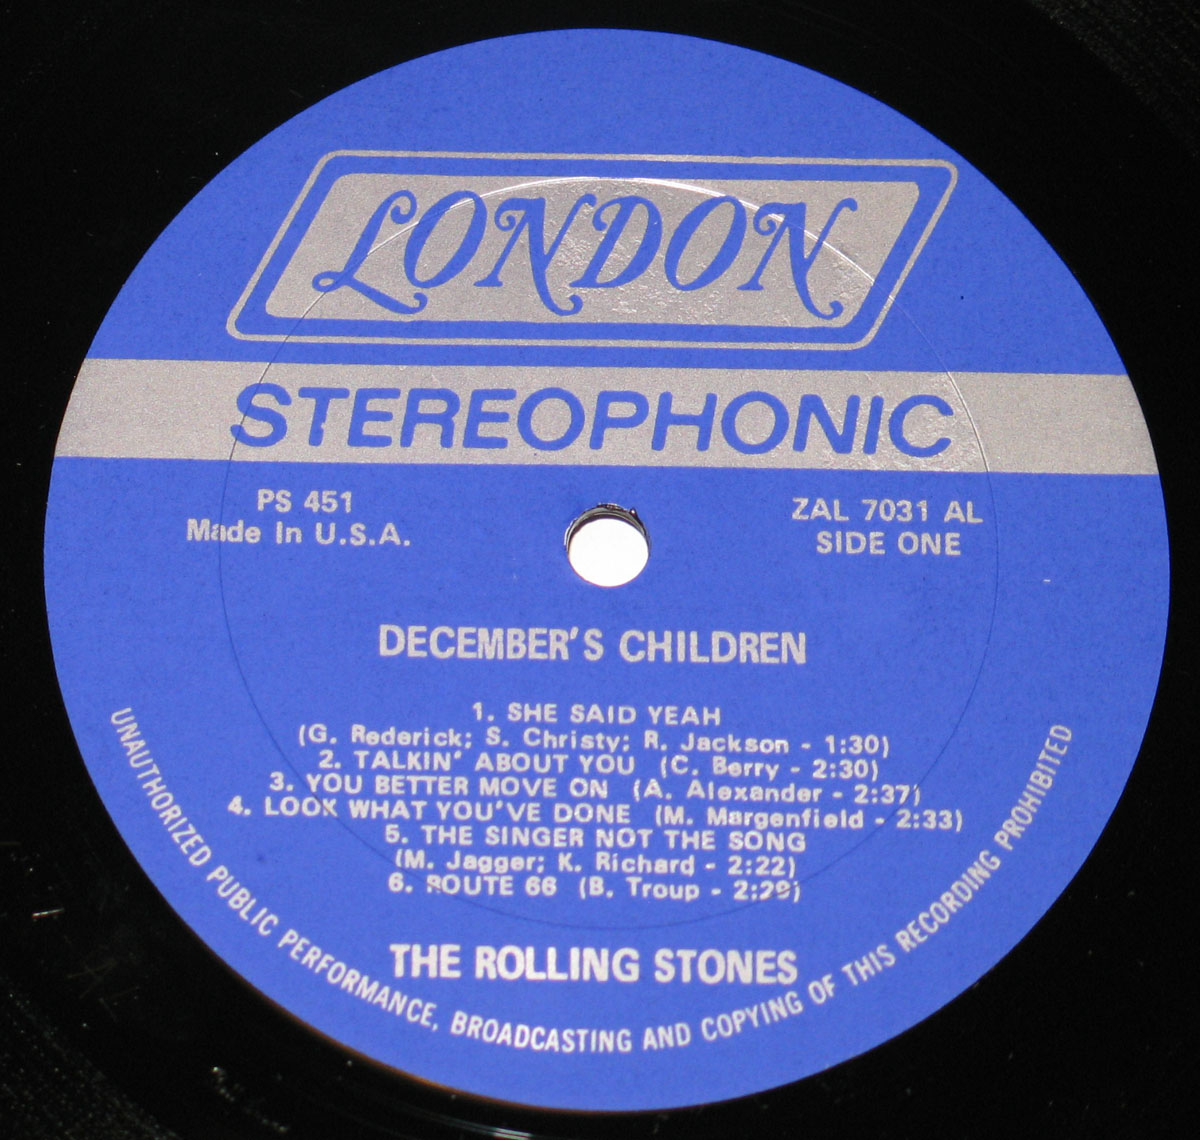 LONDON
STEREOPHONIC
PS 451
Made In U.S.A.
ZAL 7031 AL
SIDE ONE
DECEMBER'S CHILDREN
1. SHE SAID YEAH
(G. Rederick; S. Christy; R. Jackson - 1:30)
2. TALKIN' ABOUT YOU (C. Berry - 2:30)
3. YOU BETTER MOVE ON (A. Alexander - 2:37)
4. LOOK WHAT YOU'VE DONE (M. Margenfield - 2:33)
5. THE SINGER NOT THE SONG
(M. Jagger; K. Richard - 2:22)
6. ROUTE 66 (B. Troup - 2:29)
THE ROLLING STONES
UNAUTHORIZED PUBLIC PERFORMANCE, BROADCASTING AND COPYING OF THIS RECORDING PROHIBITED